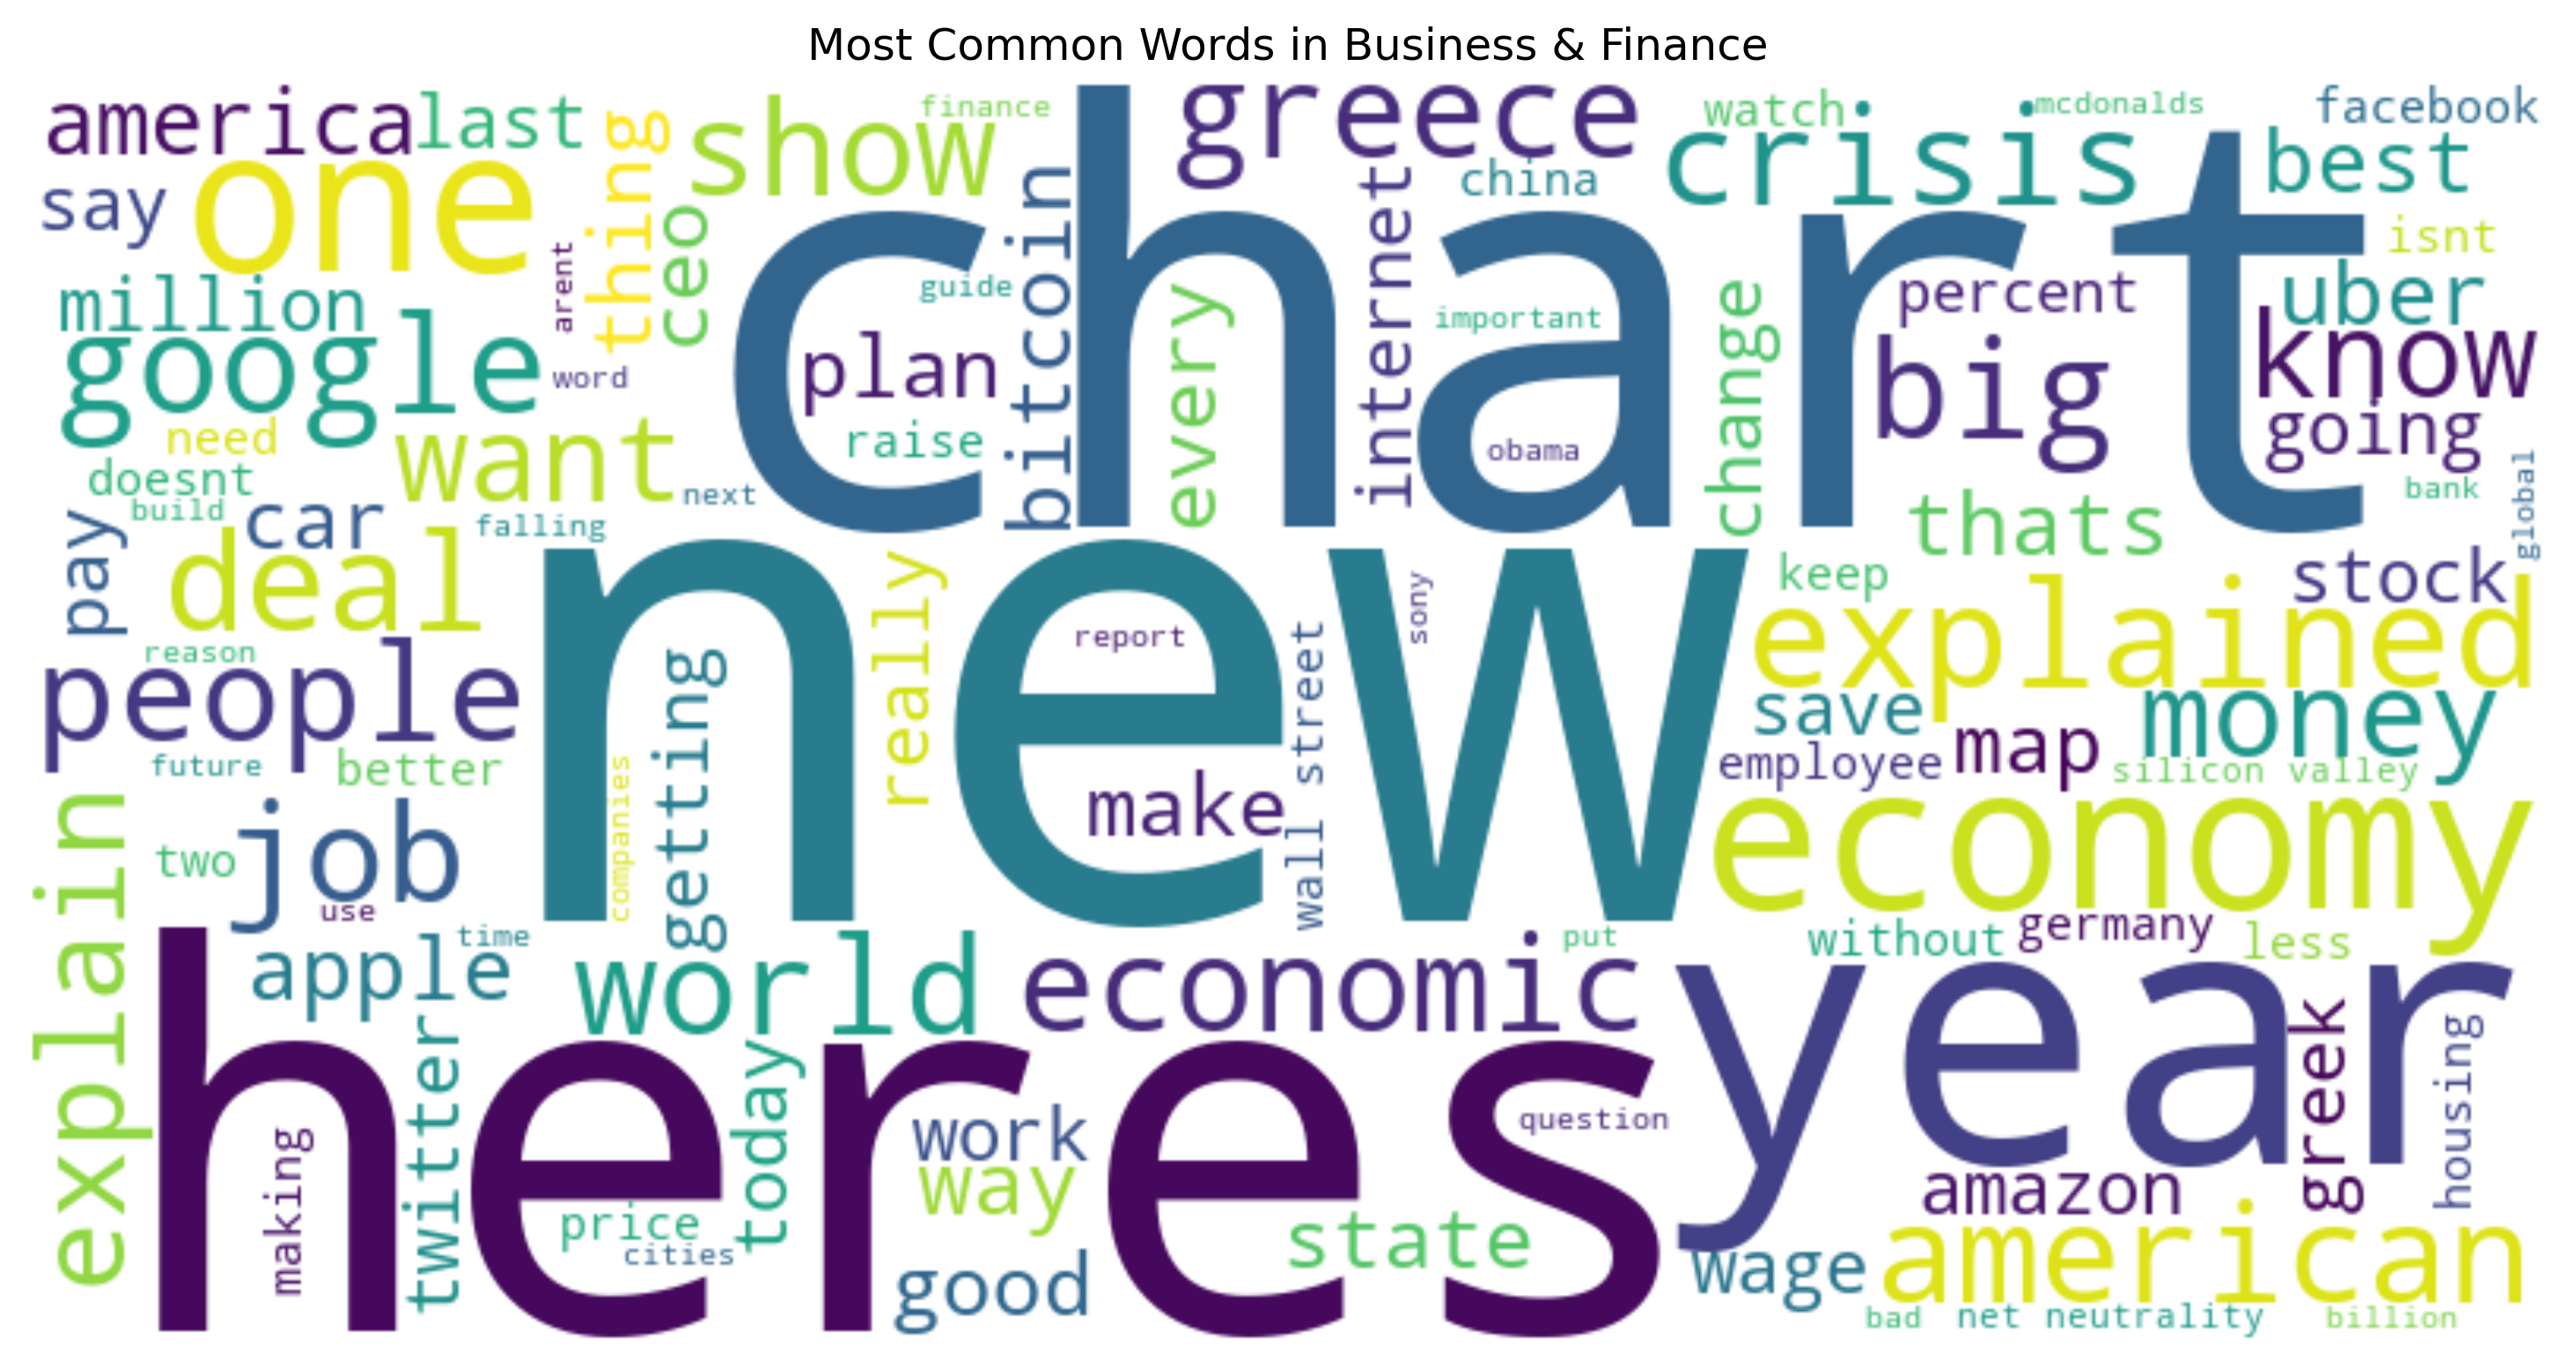 Most Common Words in Business & Finance
america
last
thing
show
finance
greece
watch
crisis
mcdonalds
facebook
say
one
arent
ceo
chart
bitcoin
internet
china
best
isnt
million
google
word
guide
plan
raise
every
important
obama
change
percent
big
uber
know
going
need
doesnt
build
want
next
thats
bank
global
pay
car
falling
deal
new
really
report
sony
keep
stock
explained
reason
people
getting
wall street
save
money
future
better
companies
make
employee
map
silicon valley
explain
two
job
use
economy
apple
time
world
economic
put
without
germany
less
heres
year
twitter
today
making
work
way
question
greek
housing
price
cities
good
state
amazon
wage
american
bad
net neutrality
billion